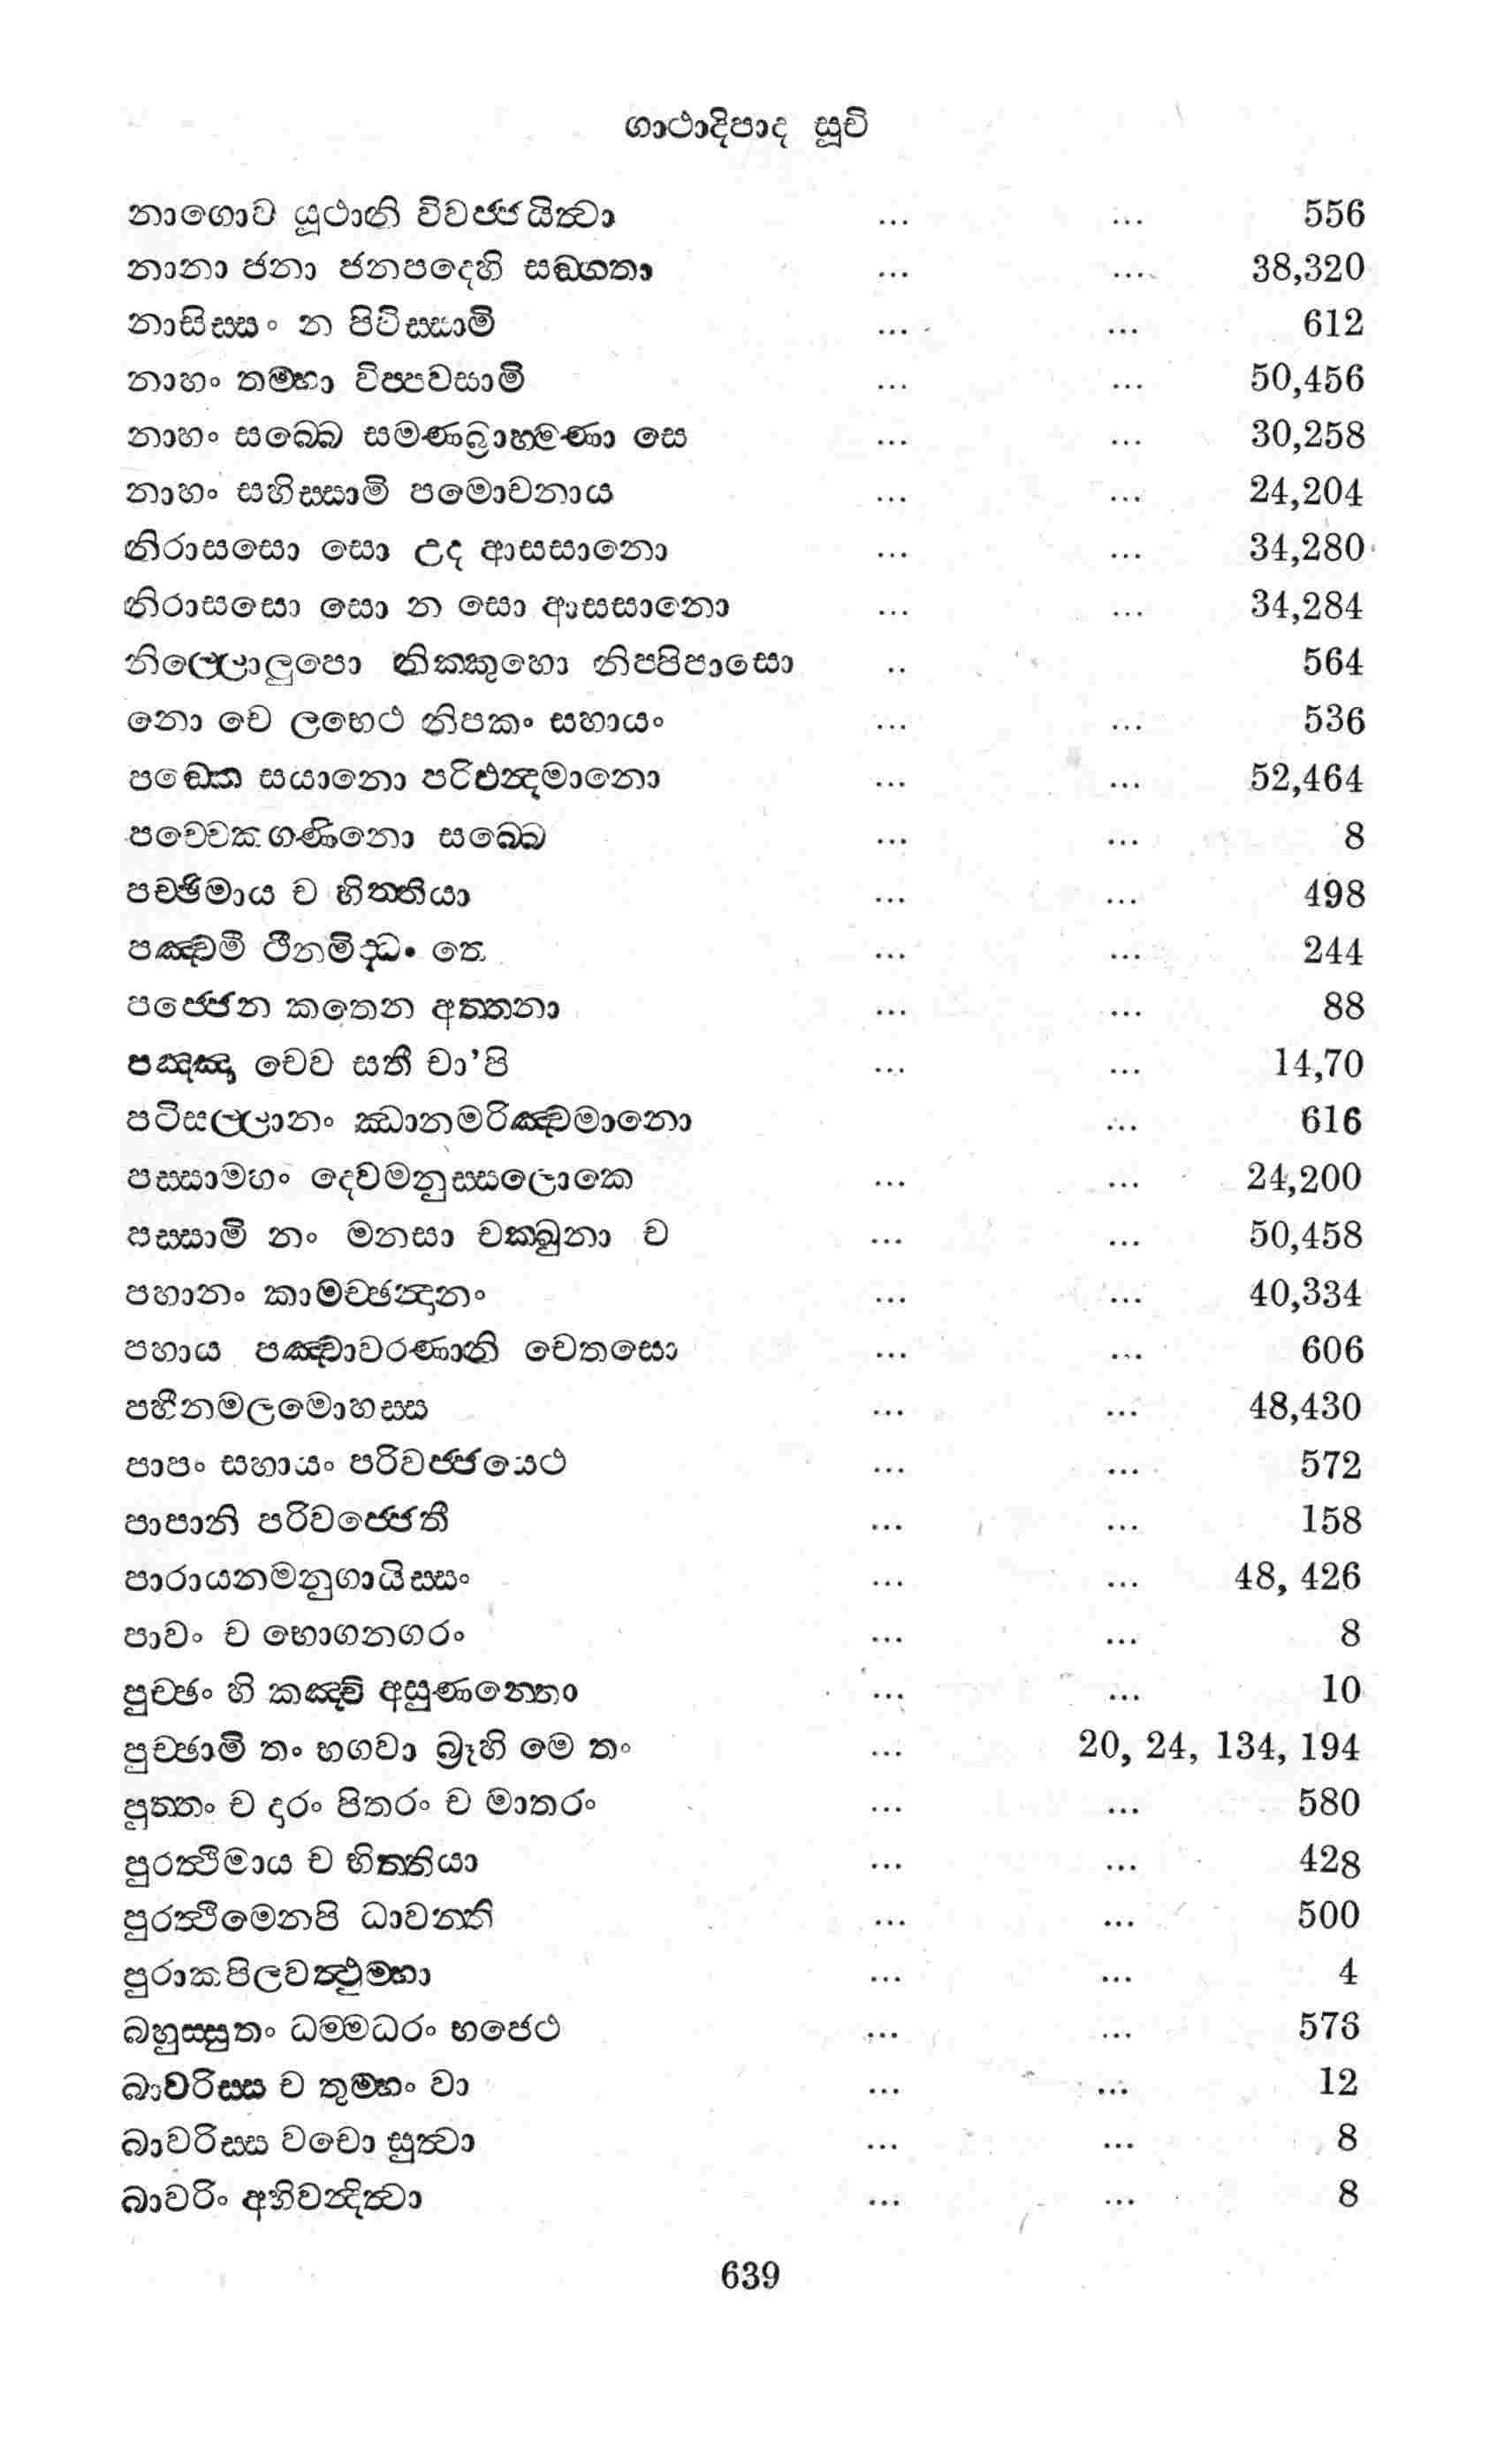 ගාථාදිපාද සූචි
නාගොව යූථානි විවජ්ජයිත්‍වා ... ... 556
නානා ජනා ජනපදෙහි සඞ්ගතා ... ... 38,320
නාසිස්සං න පිවිස්සාමි ... ... 612
නාහං තම්හා විප්පවසාමි ... ... 50,456
නාහං සබ්බෙ සමණබ්‍රාහ්මණා සෙ ... ... 30,258
නාහං සහිස්සාමි පමොචනාය ... ... 24,204
නිරාසසො සො උද ආසසානො ... ... 34,280
නිරාසසො සො න සො ආසසානො ... ... 34,284
නිල්ලොලුපො නික්කුහො නිප්පිපාසො .. 564
නො චෙ ලභෙථ නිපකං සහායං ... ... 536
පඞ්කෙ සයානො පරිඵන්‍දමානො ... ... 52,464
පච්චෙකගණිනො සබ්බෙ ... ... 8
පච්ඡිමාය ච භිත්තියා ... ... 498
පඤ්චමී ථීනමිද්ධං තෙ ... ... 244
පජ්ජෙන කතෙන අත්තනා ... ... 88
පඤ්ඤා චෙව සතී චා’පි ... ... 14,70
පටිසල්ලානං ඣානමරිඤ්චමානො ... 616
පස්සාමහං දෙවමනුස්සලොකෙ ... ... 24,200
පස්සාමි නං මනසා චක්ඛුනා ච ... ... 50,458
පහානං කාමච්ඡන්‍දානං ... ... 40,334
පහාය පඤ්චාවරණානි චෙතසො ... ... 606
පහීනමලමොහස්ස ... ... 48,430
පාපං සහායං පරිවජ්ජයෙථ ... ... 572
පාපානි පරිවජ්ජෙති ... ... 158
පාරායනමනුගායිස්සං ... ... 48, 426
පාවං ච භොගනගරං ... ... 8
පුච්ඡං හි කඤ්චි අසුණන්තො ... ... 10
පුච්ඡාමි තං භගවා බ්‍රූහි මෙ තං ... 20, 24, 134, 194
පුත්තං ච දාරං පිතරං ච මාතරං ... ... 580
පුරත්‍ථිමාය ච භිත්තියා ... ... 428
පුරත්‍ථිමෙනපි ධාවන්ති ... ... 500
පුරාකපිලවත්‍ථුම්හා ... ... 4
බහුස්සුතං ධම්මධරං භජෙථ ... ... 576
බාවරිස්ස ච තුම්හං වා ... ... 12
බාවරිස්ස වචො සුත්‍වා ... ... 8
බාවරිං අභිවන්‍දිත්‍වා ... ... 8
639